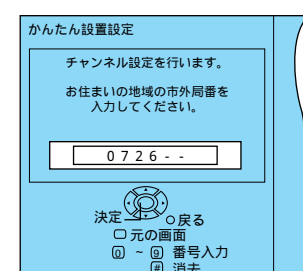 かんたん設置設定
チャンネル設定を行います。
お住まいの地域の市外局番を
入力してください。
0726--
決定 戻る
元の画面
0 ~ 9 番号入力
# 消去